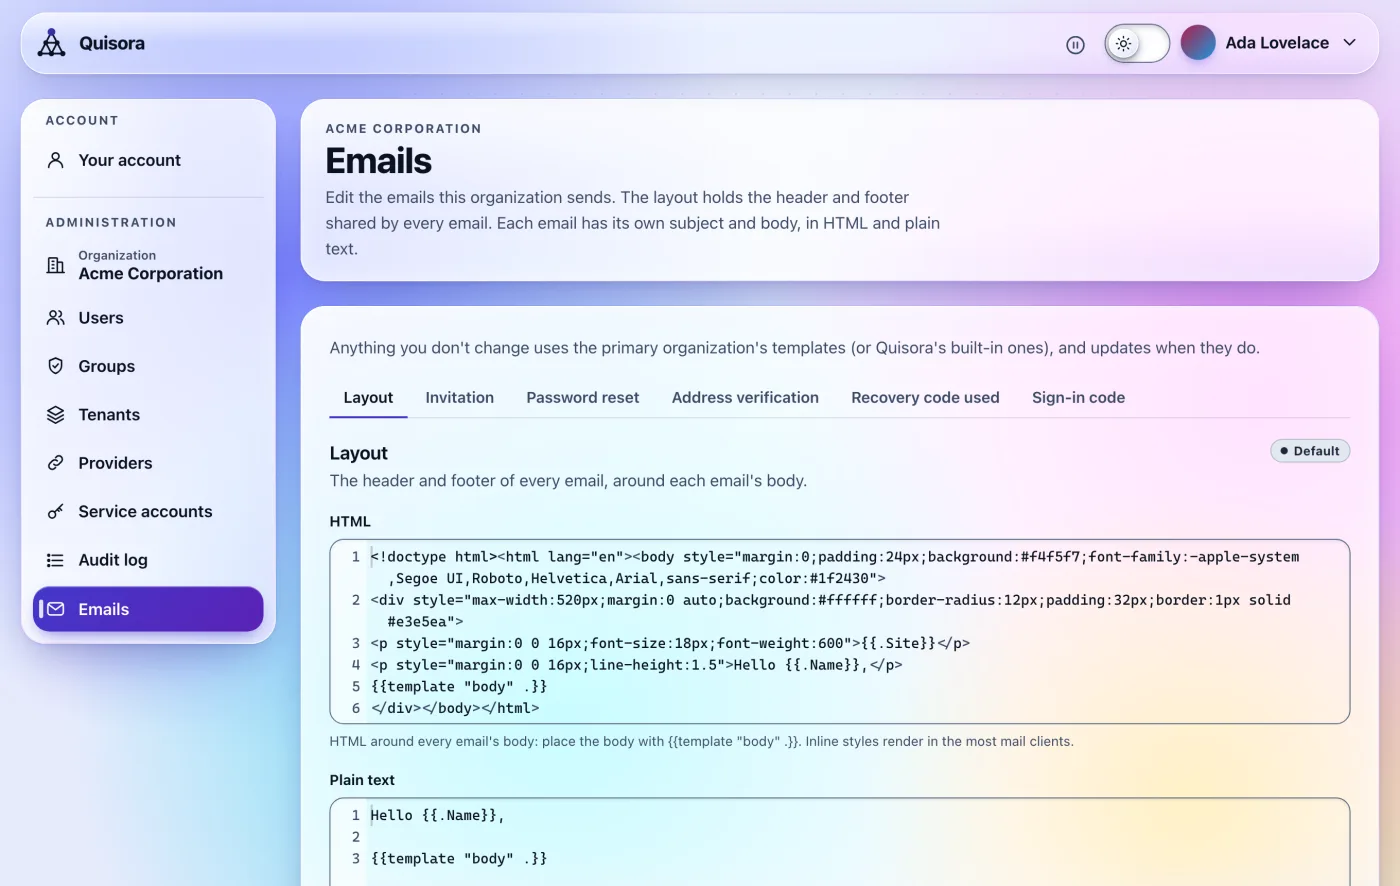 Quisora
Ada Lovelace
ACCOUNT
Your account
ADMINISTRATION
Organization
Acme Corporation
Users
Groups
Tenants
Providers
Service accounts
Audit log
Emails
ACME CORPORATION
Emails
Edit the emails this organization sends. The layout holds the header and footer
shared by every email. Each email has its own subject and body, in HTML and plain
text.
Anything you don't change uses the primary organization's templates (or Quisora's built-in ones), and updates when they do.
Layout Invitation Password reset Address verification Recovery code used Sign-in code
Layout
Default
The header and footer of every email, around each email's body.
HTML
1 <!doctype html><html lang="en"><body style="margin:0;padding:24px;background:#f4f5f7;font-family:-apple-system
,Segoe UI,Roboto,Helvetica,Arial,sans-serif;color:#1f2430">
2 <div style="max-width:520px;margin:0 auto;background:#ffffff;border-radius:12px;padding:32px;border:1px solid
#e3e5ea">
3 <p style="margin:0 0 16px;font-size:18px;font-weight:600">{{.Site}}</p>
4 <p style="margin:0 0 16px;line-height:1.5">Hello {{.Name}},</p>
5 {{template "body" .}}
6 </div></body></html>
HTML around every email's body: place the body with {{template "body" .}}. Inline styles render in the most mail clients.
Plain text
1 Hello {{.Name}},
2
3 {{template "body" .}}